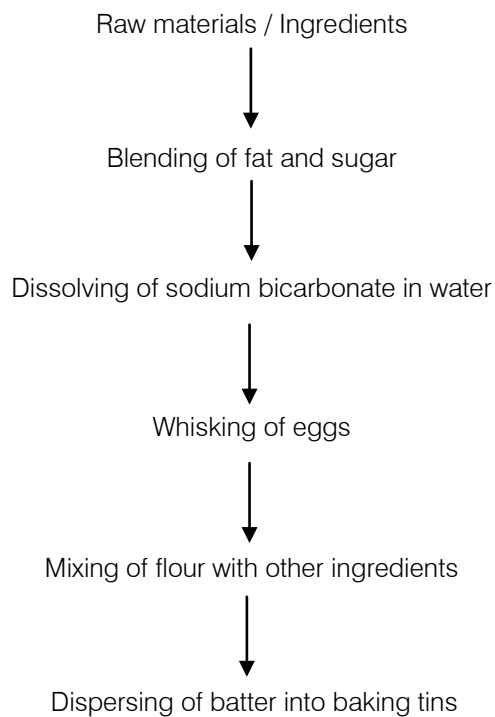 Raw materials / Ingredients
Blending of fat and sugar
Dissolving of sodium bicarbonate in water
Whisking of eggs
Mixing of flour with other ingredients
Dispersing of batter into baking tins